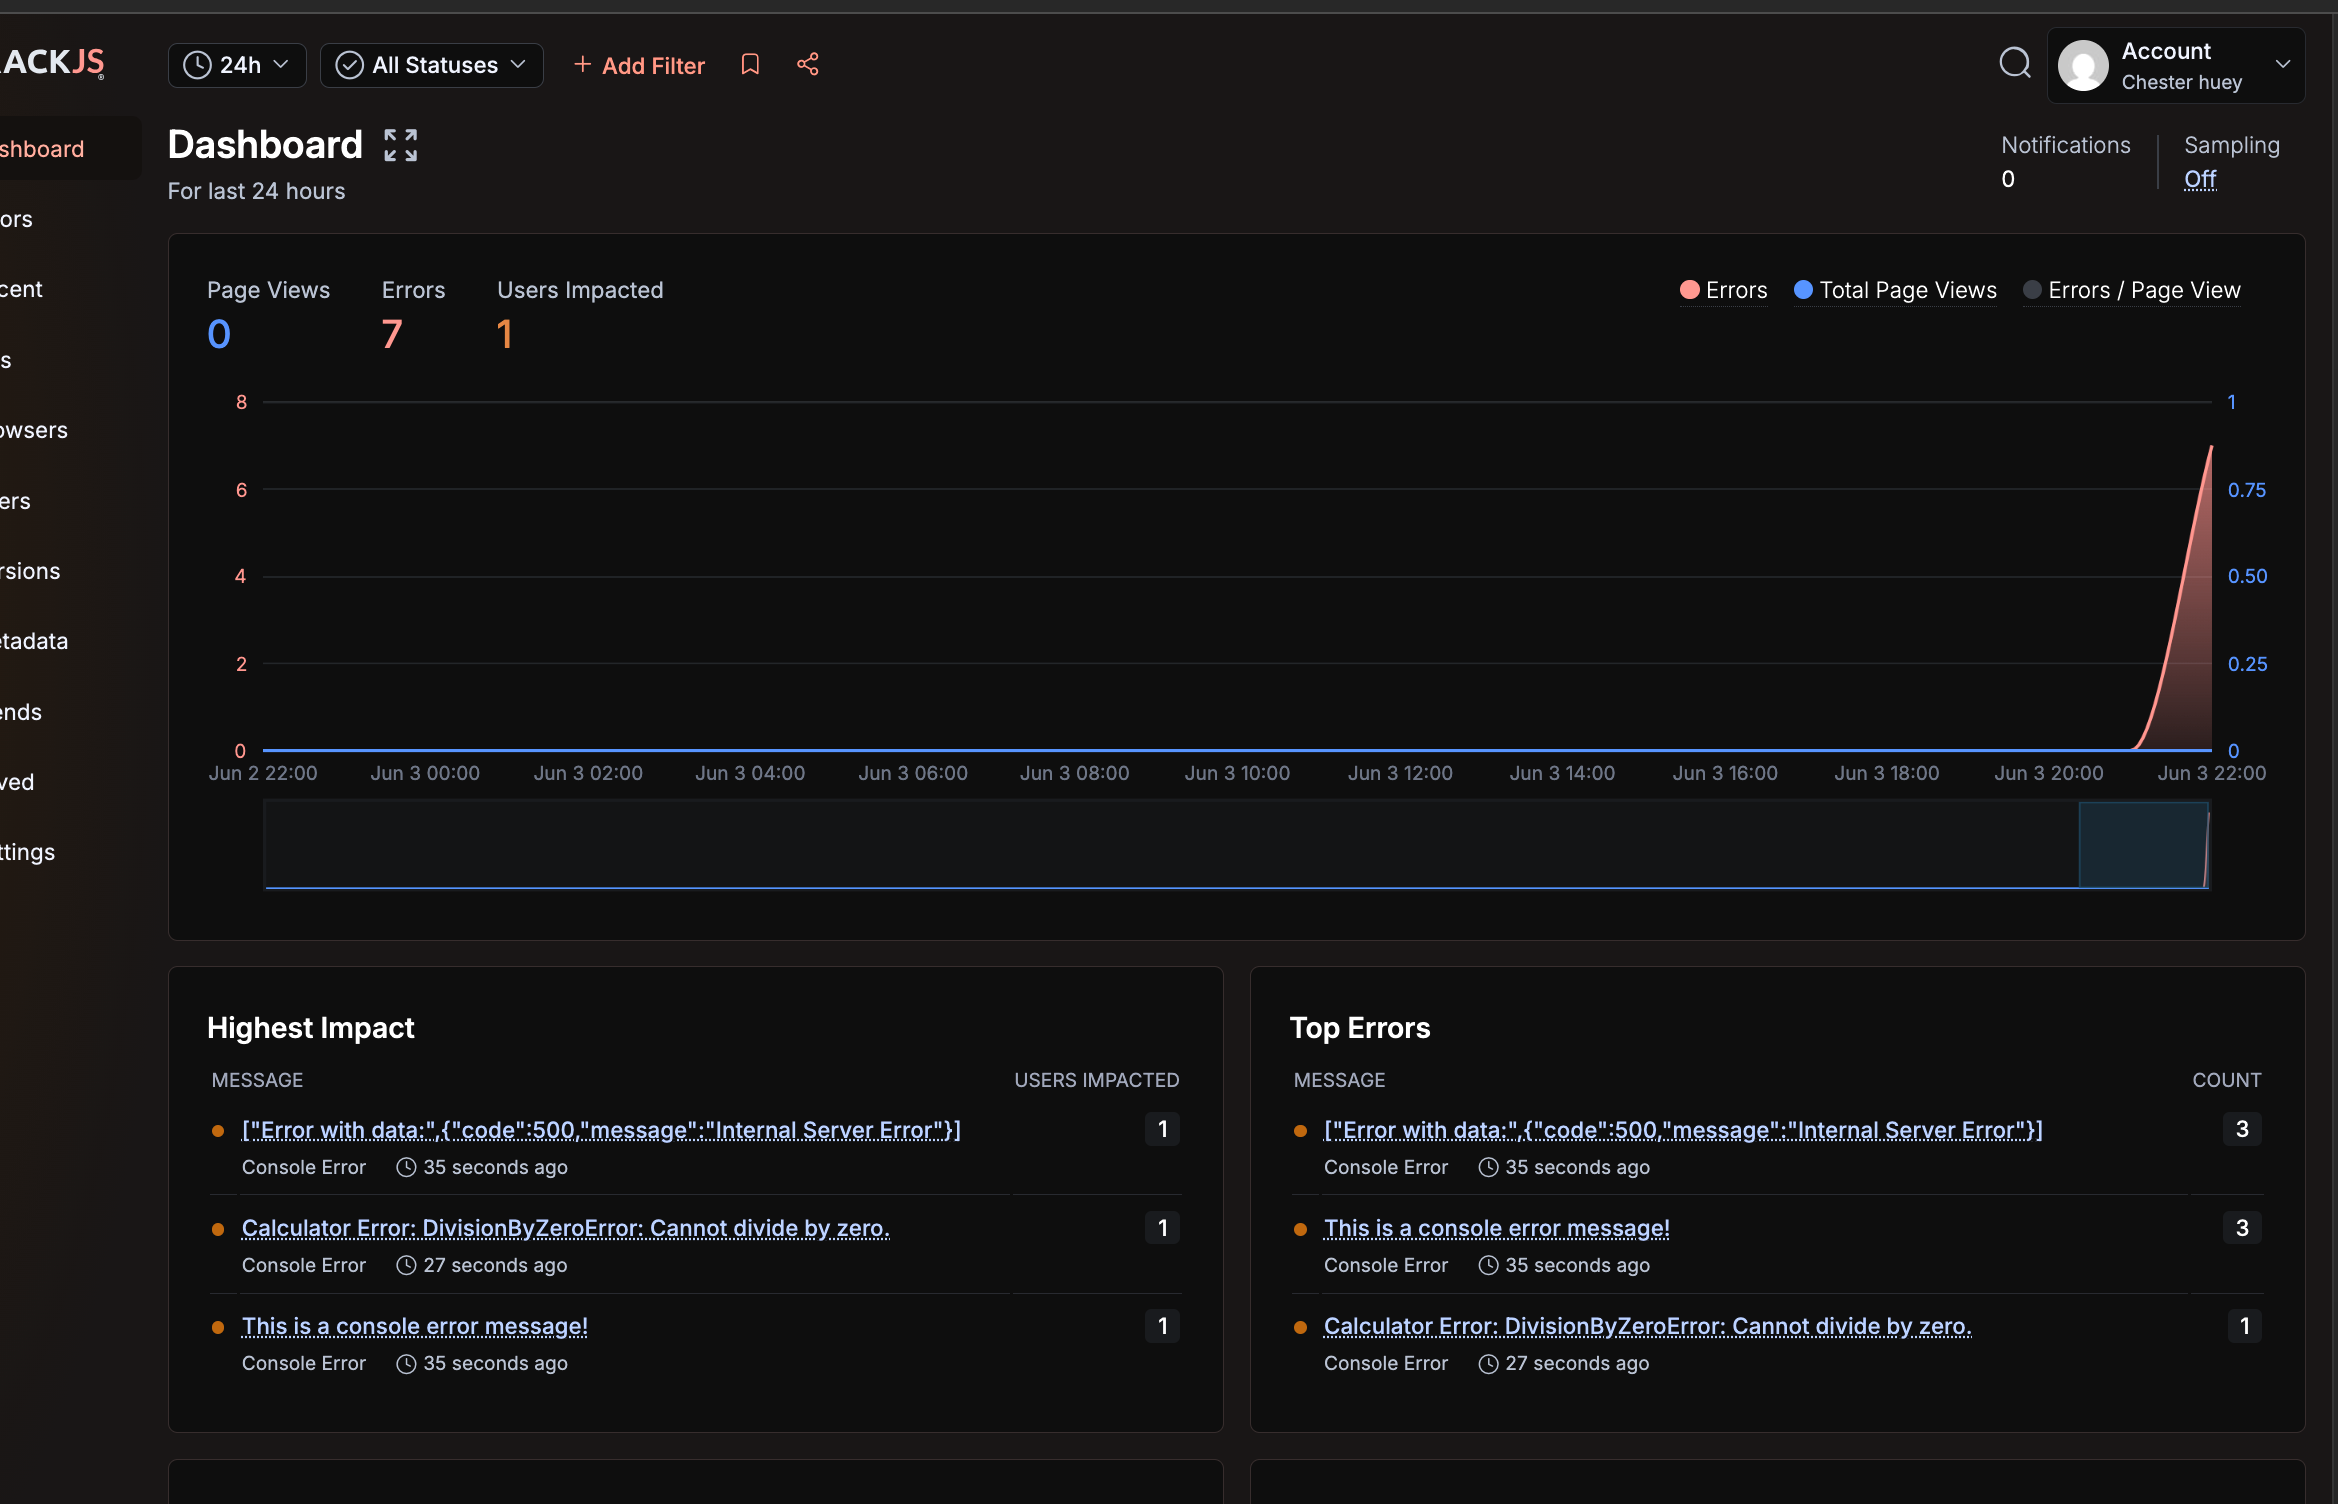 ACKJS
24h
All Statuses
+ Add Filter
Account
Chester huey
shboard
ors
cent
s
owsers
ers
rsions
etadata
ends
ved
ttings
Dashboard
For last 24 hours
Notifications
0
Sampling
Off
Page Views
0
Errors
7
Users Impacted
1
Errors
Total Page Views
Errors / Page View
8
6
4
2
0
1
0.75
0.50
0.25
0
Jun 2 22:00
Jun 3 00:00
Jun 3 02:00
Jun 3 04:00
Jun 3 06:00
Jun 3 08:00
Jun 3 10:00
Jun 3 12:00
Jun 3 14:00
Jun 3 16:00
Jun 3 18:00
Jun 3 20:00
Jun 3 22:00
Highest Impact
MESSAGE USERS IMPACTED
["Error with data:",{"code":500,"message":"Internal Server Error"}] 1
Console Error 35 seconds ago
Calculator Error: DivisionByZeroError: Cannot divide by zero. 1
Console Error 27 seconds ago
This is a console error message! 1
Console Error 35 seconds ago
Top Errors
MESSAGE COUNT
["Error with data:",{"code":500,"message":"Internal Server Error"}] 3
Console Error 35 seconds ago
This is a console error message! 3
Console Error 35 seconds ago
Calculator Error: DivisionByZeroError: Cannot divide by zero. 1
Console Error 27 seconds ago